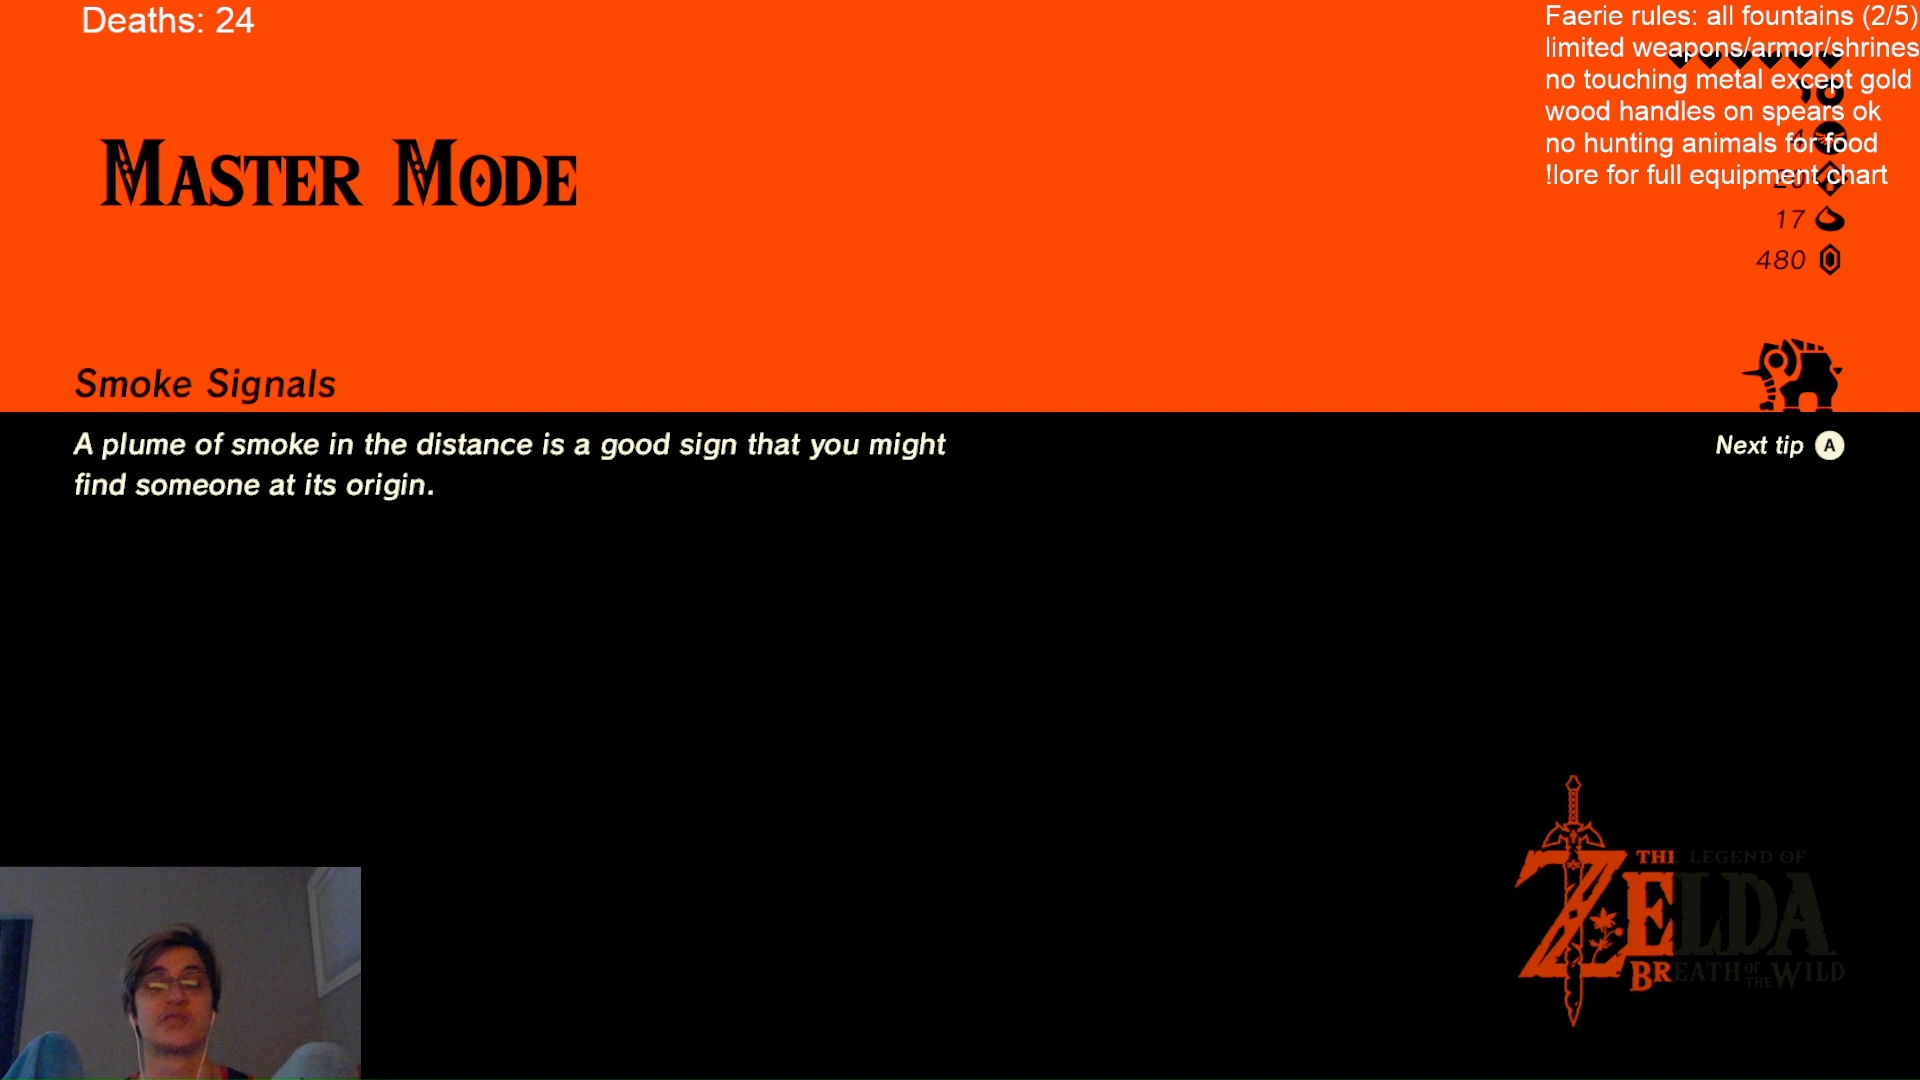 Deaths: 24
Faerie rules: all fountains (2/5)
limited weapons/armor/shrines
no touching metal except gold
wood handles on spears ok
no hunting animals for food
!lore for full equipment chart
MASTER MODE
17
480
Smoke Signals
A plume of smoke in the distance is a good sign that you might
find someone at its origin.
Next tip A
THE LEGEND OF
ZELDA
BREATH OF THE WILD